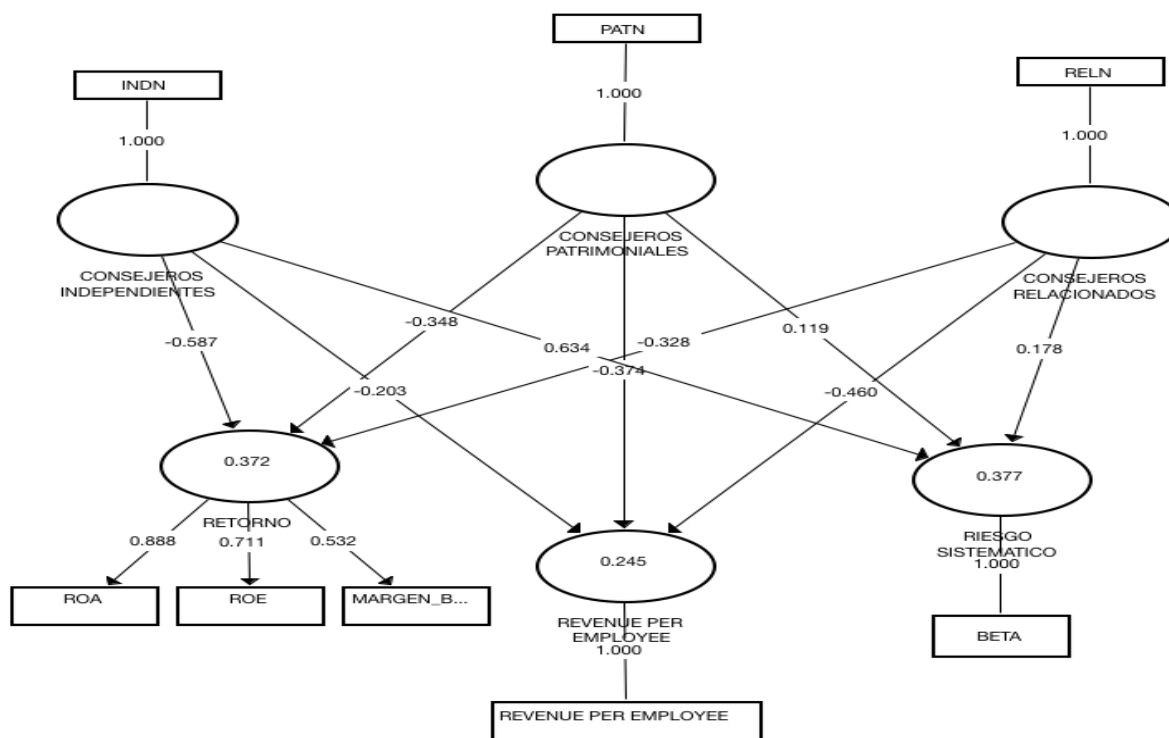 PATN
INDN
RELN
1.000
1.000
1.000
CONSEJEROS
PATRIMONIALES
CONSEJEROS
INDEPENDIENTES
CONSEJEROS
RELACIONADOS
-0.587
-0.348
0.634
-0.328
0.119
0.178
-0.374
-0.203
-0.460
0.372
0.377
0.245
RETORNO
0.888
0.711
0.532
RIESGO
SISTEMATICO
1.000
ROA
ROE
MARGEN_B...
REVENUE PER
EMPLOYEE
1.000
BETA
REVENUE PER EMPLOYEE